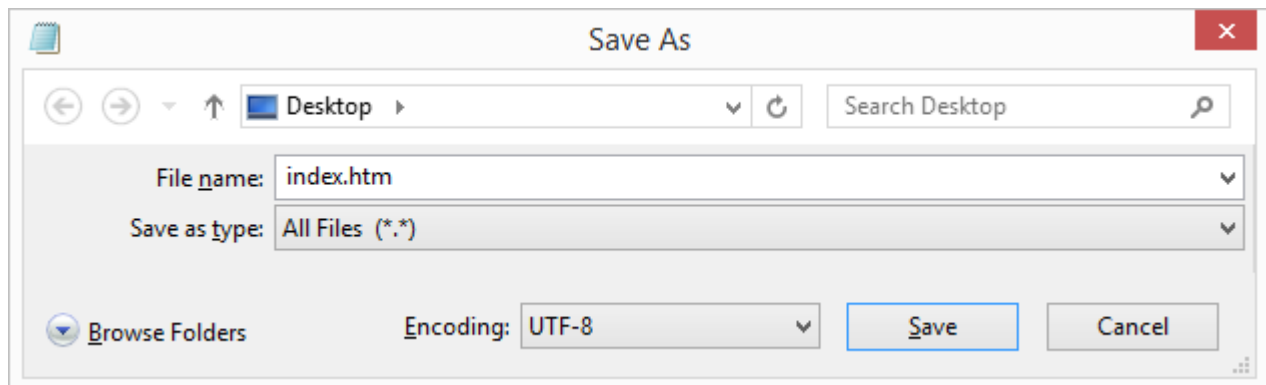 Save As
Desktop
Search Desktop
File name: index.htm
Save as type: All Files (*.*)
Browse Folders Encoding: UTF-8 Save Cancel